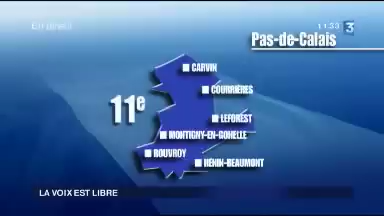 EN DIRECT
11:33 3
Pas-de-Calais
CARVIN
COURRIÈRES
11e
LEFOREST
MONTIGNY-EN-GOHELLE
ROUVROY
HÉNIN-BEAUMONT
LA VOIX EST LIBRE